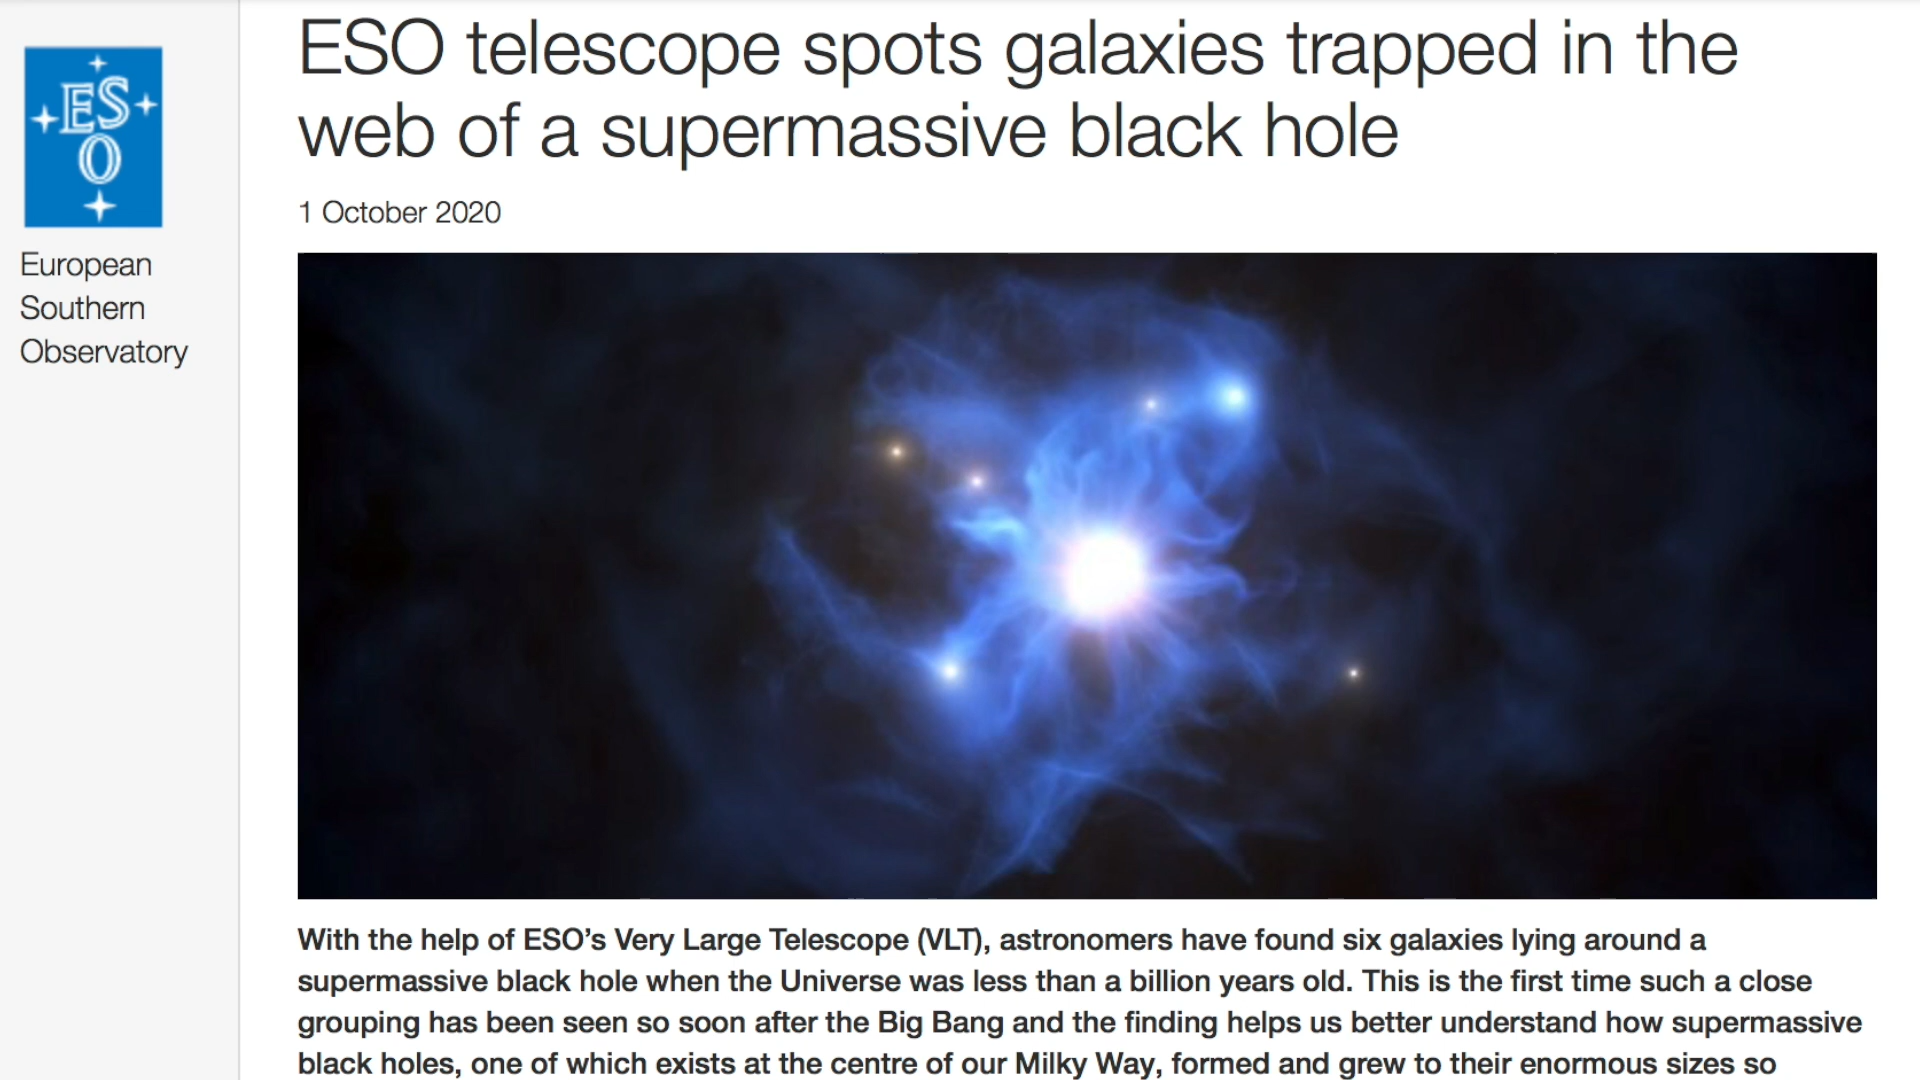 ESO
European
Southern
Observatory
ESO telescope spots galaxies trapped in the
web of a supermassive black hole
1 October 2020
With the help of ESO’s Very Large Telescope (VLT), astronomers have found six galaxies lying around a
supermassive black hole when the Universe was less than a billion years old. This is the first time such a close
grouping has been seen so soon after the Big Bang and the finding helps us better understand how supermassive
black holes, one of which exists at the centre of our Milky Way, formed and grew to their enormous sizes so